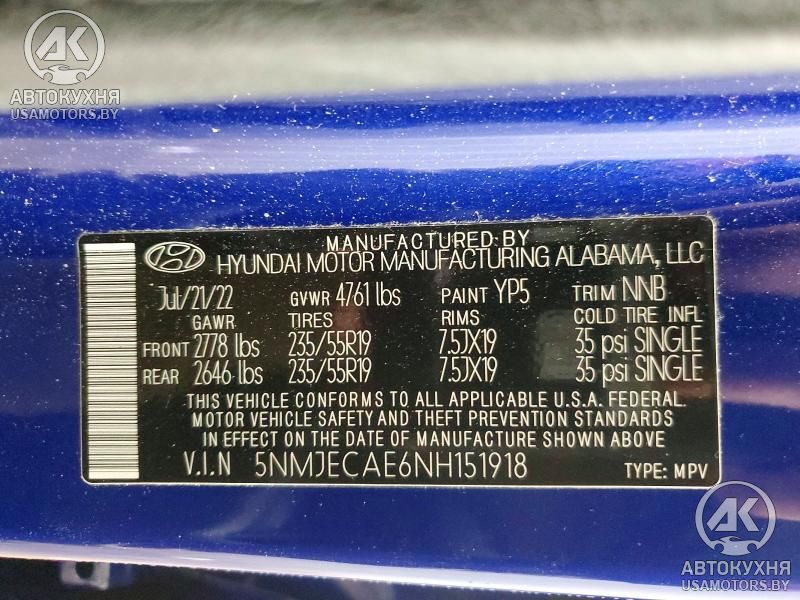 АК
АВТОКУХНЯ
USAMOTORS.BY
MANUFACTURED BY
HYUNDAI MOTOR MANUFACTURING ALABAMA, LLC
Jul/21/22 GVWR 4761 lbs PAINT YP5 TRIM NNB
GAWR TIRES RIMS COLD TIRE INFL
FRONT 2778 lbs 235/55R19 7.5JX19 35 psi SINGLE
REAR 2646 lbs 235/55R19 7.5JX19 35 psi SINGLE
THIS VEHICLE CONFORMS TO ALL APPLICABLE U.S.A. FEDERAL
MOTOR VEHICLE SAFETY AND THEFT PREVENTION STANDARDS
IN EFFECT ON THE DATE OF MANUFACTURE SHOWN ABOVE
V.I.N 5NMJECAE6NH151918 TYPE: MPV
АК
АВТОКУХНЯ
USAMOTORS.BY